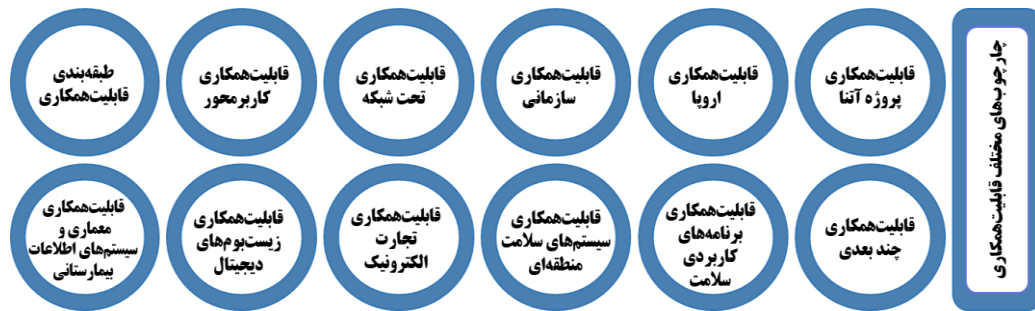 چارچوب‌های مختلف قابلیت‌همکاری
قابلیت‌همکاری
پروژه آتنا
قابلیت‌همکاری
اروپا
قابلیت‌همکاری
سازمانی
قابلیت‌همکاری
تحت شبکه
قابلیت‌همکاری
کاربرمحور
طبقه‌بندی
قابلیت‌همکاری
قابلیت‌همکاری
چند بعدی
قابلیت‌همکاری
برنامه‌های
کاربردی
سلامت
قابلیت‌همکاری
سیستم‌های سلامت
منطقه‌ای
قابلیت‌همکاری
تجارت
الکترونیک
قابلیت‌همکاری
زیست‌بوم‌های
دیجیتال
قابلیت‌همکاری
معماری و
سیستم‌های اطلاعات
بیمارستانی